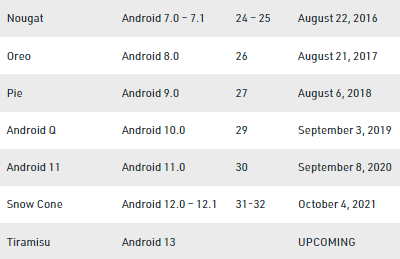 Nougat Android 7.0 – 7.1 24 – 25 August 22, 2016
Oreo Android 8.0 26 August 21, 2017
Pie Android 9.0 27 August 6, 2018
Android Q Android 10.0 29 September 3, 2019
Android 11 Android 11.0 30 September 8, 2020
Snow Cone Android 12.0 – 12.1 31-32 October 4, 2021
Tiramisu Android 13 UPCOMING